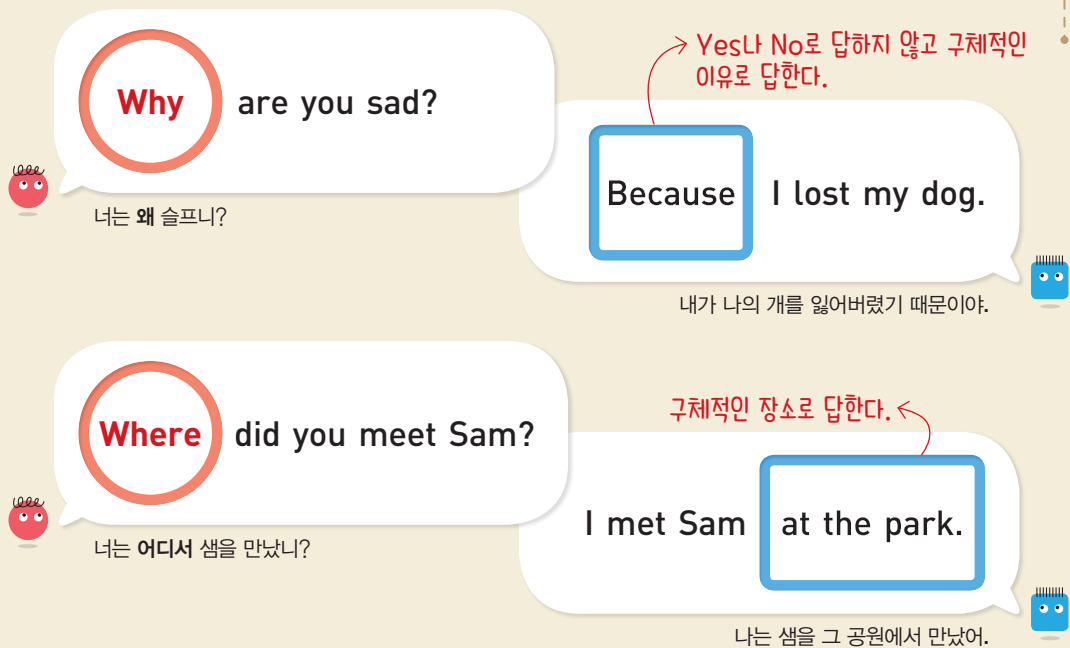 Why are you sad?
너는 왜 슬프니?
Yes나 No로 답하지 않고 구체적인
이유로 답한다.
Because I lost my dog.
내가 나의 개를 잃어버렸기 때문이야.
Where did you meet Sam?
너는 어디서 샘을 만났니?
구체적인 장소로 답한다.
I met Sam at the park.
나는 샘을 그 공원에서 만났어.